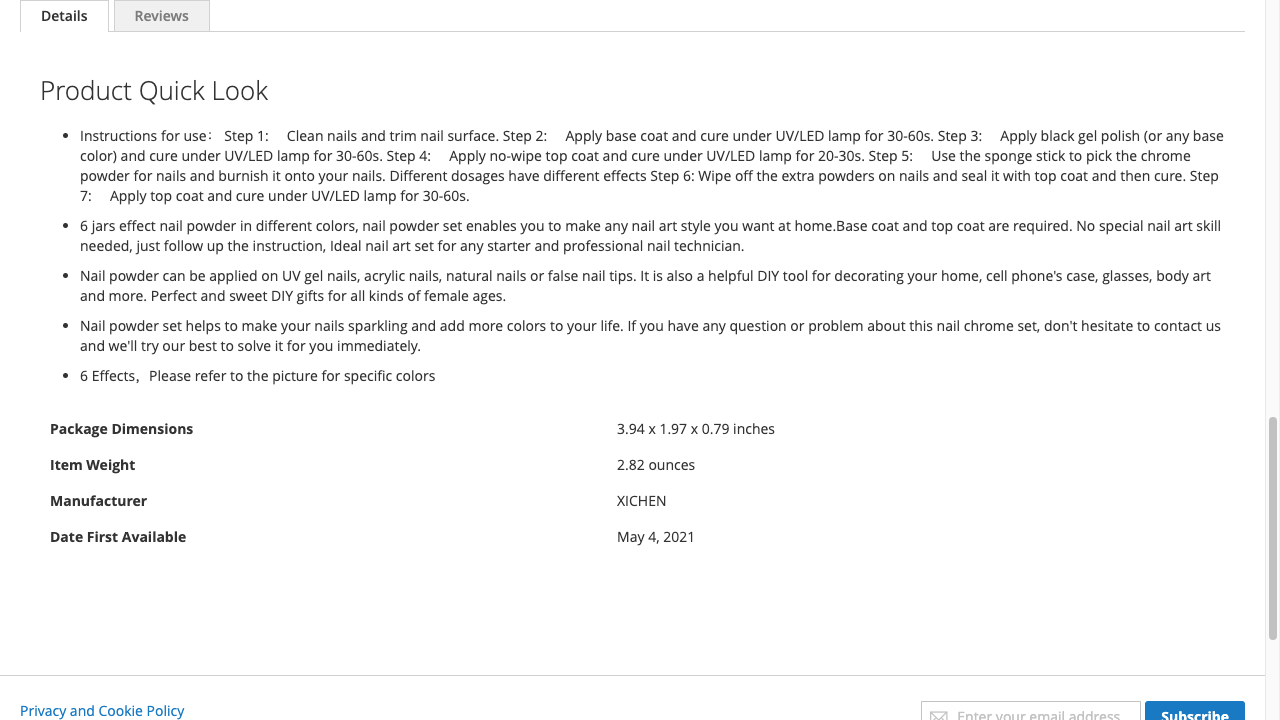 Details
Reviews
Product Quick Look
Instructions for use： Step 1: Clean nails and trim nail surface. Step 2: Apply base coat and cure under UV/LED lamp for 30-60s. Step 3: Apply black gel polish (or any base
color) and cure under UV/LED lamp for 30-60s. Step 4: Apply no-wipe top coat and cure under UV/LED lamp for 20-30s. Step 5: Use the sponge stick to pick the chrome
powder for nails and burnish it onto your nails. Different dosages have different effects Step 6: Wipe off the extra powders on nails and seal it with top coat and then cure. Step
7: Apply top coat and cure under UV/LED lamp for 30-60s.
6 jars effect nail powder in different colors, nail powder set enables you to make any nail art style you want at home.Base coat and top coat are required. No special nail art skill
needed, just follow up the instruction, Ideal nail art set for any starter and professional nail technician.
Nail powder can be applied on UV gel nails, acrylic nails, natural nails or false nail tips. It is also a helpful DIY tool for decorating your home, cell phone's case, glasses, body art
and more. Perfect and sweet DIY gifts for all kinds of female ages.
Nail powder set helps to make your nails sparkling and add more colors to your life. If you have any question or problem about this nail chrome set, don't hesitate to contact us
and we'll try our best to solve it for you immediately.
6 Effects，Please refer to the picture for specific colors
Package Dimensions 3.94 x 1.97 x 0.79 inches
Item Weight 2.82 ounces
Manufacturer XICHEN
Date First Available May 4, 2021
Privacy and Cookie Policy
Enter your email address
Subscribe